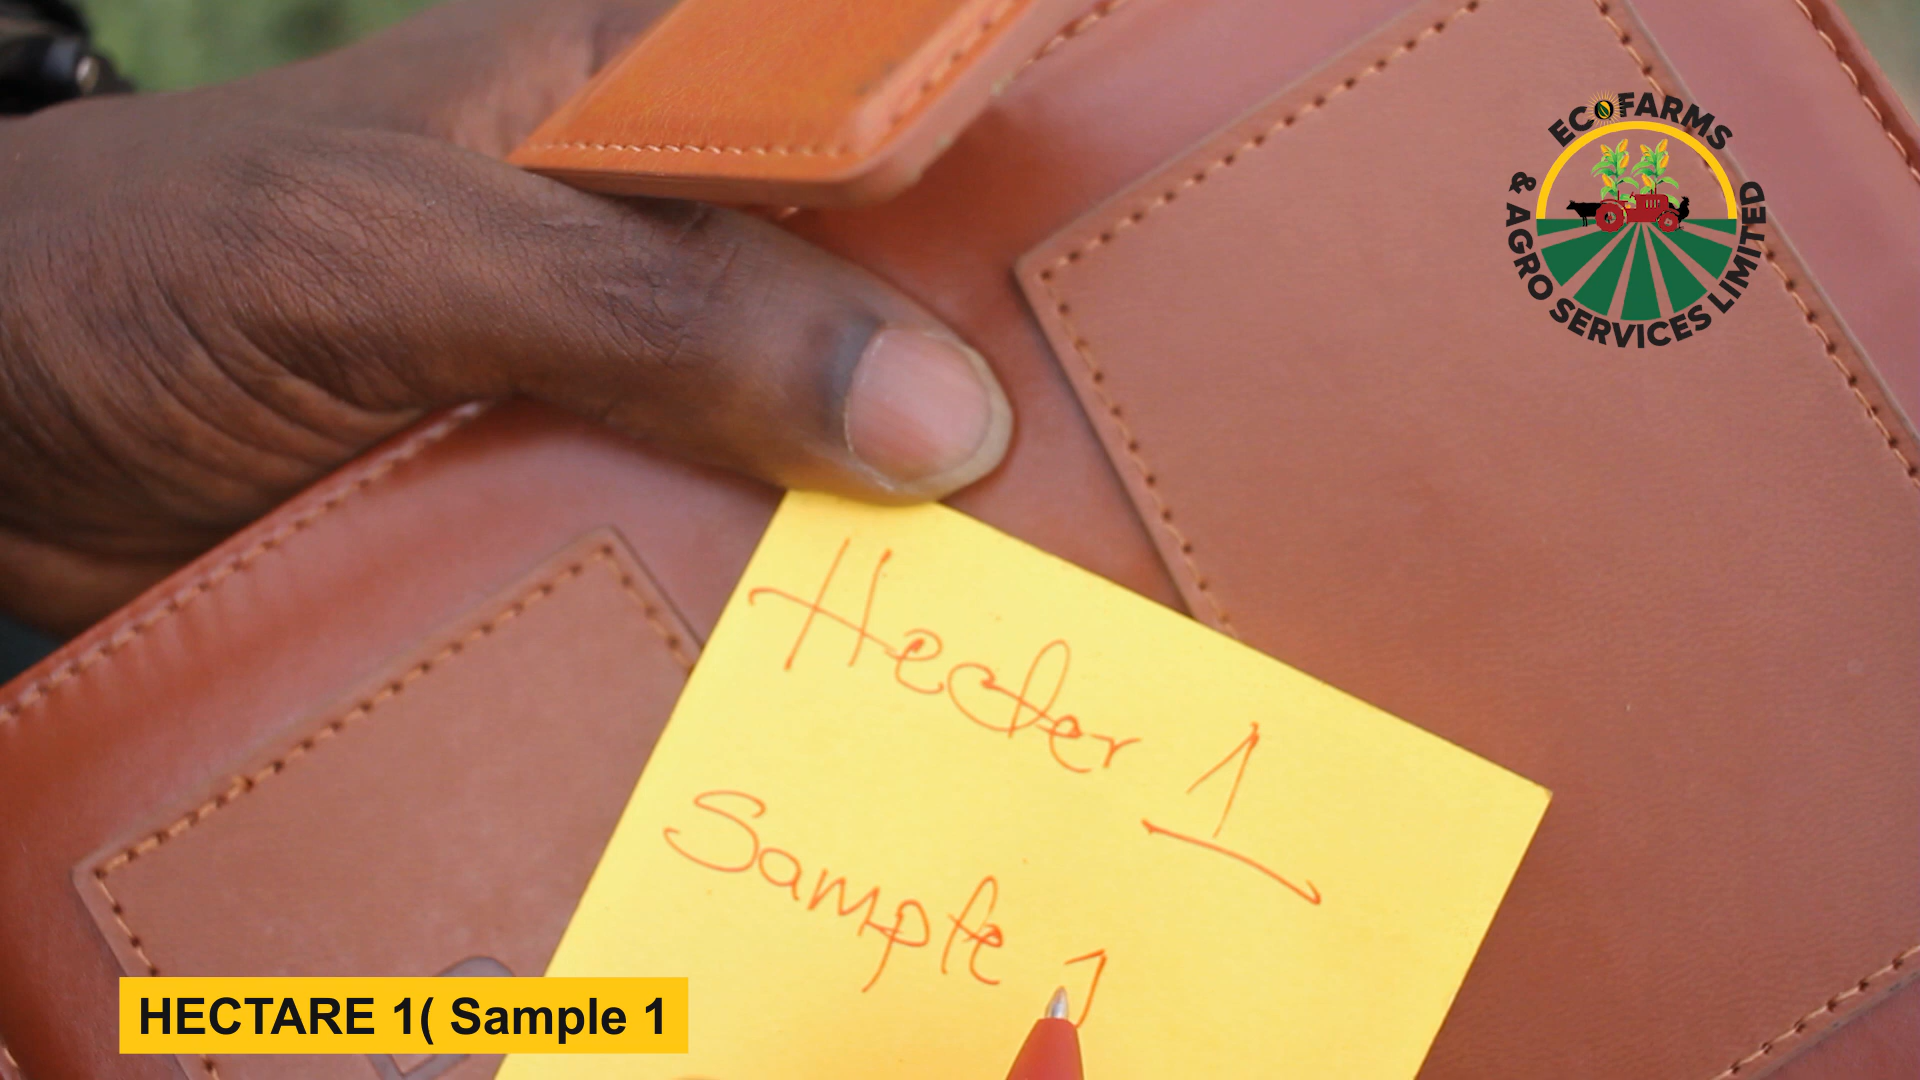 ECOFARMS
& AGRO SERVICES LIMITED
Hecter 1
Sample 1
HECTARE 1( Sample 1